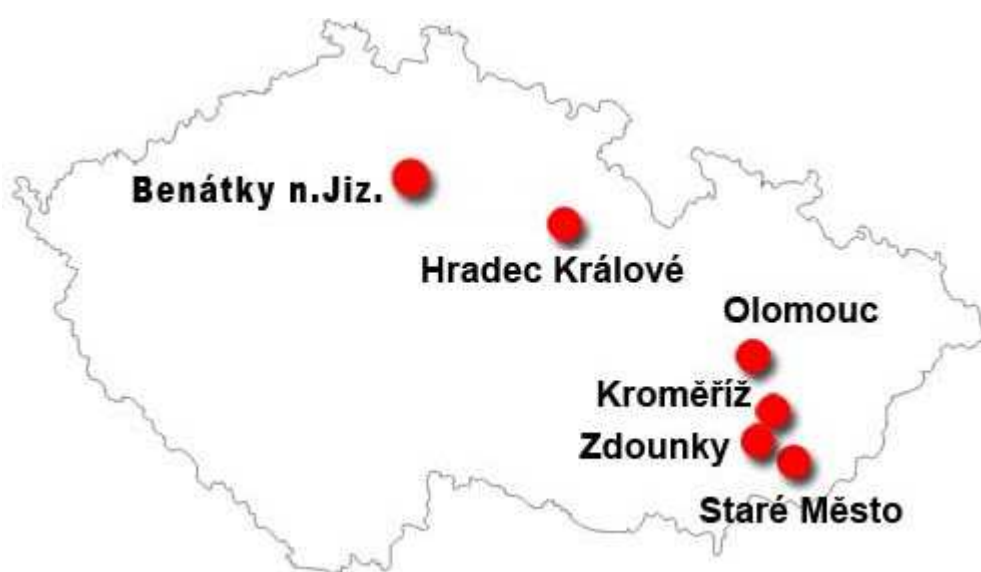 Benátky n.Jiz.
Hradec Králové
Olomouc
Kroměříž
Zdounky
Staré Město